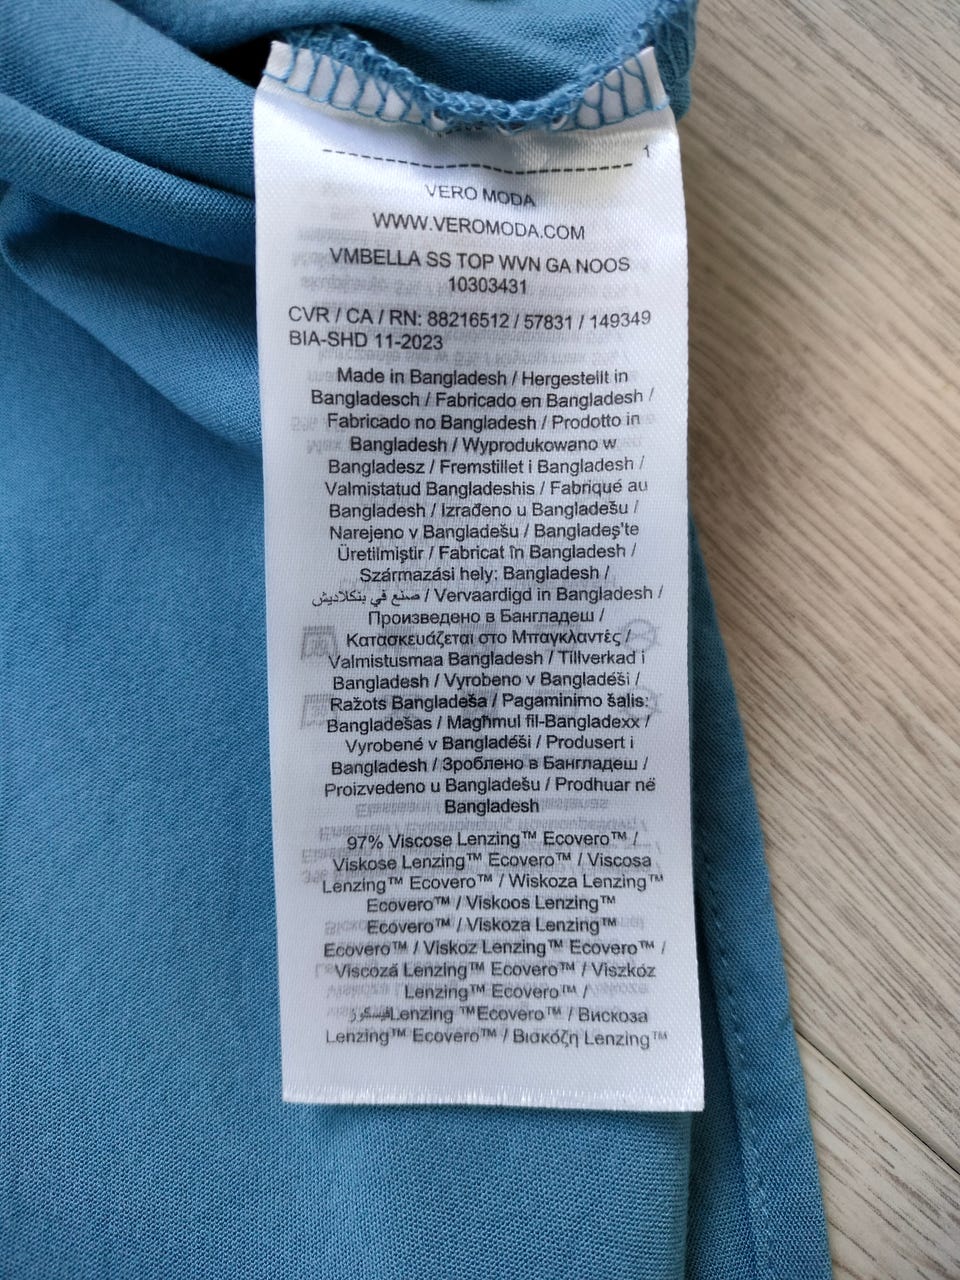 1
VERO MODA
WWW.VEROMODA.COM
VMBELLA SS TOP WVN GA NOOS
10303431
CVR / CA / RN: 88216512 / 57831 / 149349
BIA-SHD 11-2023
Made in Bangladesh / Hergestellt in
Bangladesch / Fabricado en Bangladesh /
Fabricado no Bangladesh / Prodotto in
Bangladesh / Wyprodukowano w
Bangladesz / Fremstillet i Bangladesh /
Valmistatud Bangladeshis / Fabriqué au
Bangladesh / Izrađeno u Bangladešu /
Narejeno v Bangladešu / Bangladeş'te
Üretilmiştir / Fabricat în Bangladesh /
Származási hely: Bangladesh /
صنع في بنكلاديش / Vervaardigd in Bangladesh /
Произведено в Бангладеш /
Κατασκευάζεται στο Μπαγκλαντές /
Valmistusmaa Bangladesh / Tillverkad i
Bangladesh / Vyrobeno v Bangladéši /
Ražots Bangladeša / Pagaminimo šalis:
Bangladešas / Magħmul fil-Bangladexx /
Vyrobené v Bangladéši / Produsert i
Bangladesh / Зроблено в Бангладеш /
Proizvedeno u Bangladešu / Prodhuar në
Bangladesh
97% Viscose Lenzing™ Ecovero™ /
Viskose Lenzing™ Ecovero™ / Viscosa
Lenzing™ Ecovero™ / Wiskoza Lenzing™
Ecovero™ / Viskoos Lenzing™
Ecovero™ / Viskoza Lenzing™
Ecovero™ / Viskoz Lenzing™ Ecovero™ /
Viscoză Lenzing™ Ecovero™ / Viszkóz
Lenzing™ Ecovero™ /
فيسكوزLenzing ™Ecovero™ / Вискоза
Lenzing™ Ecovero™ / Βισκόζη Lenzing™